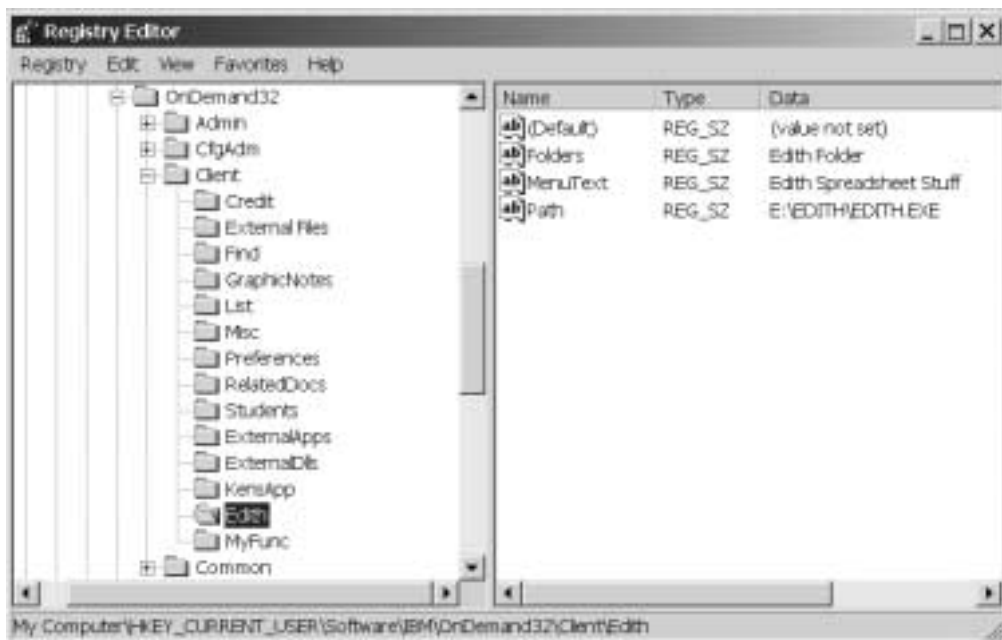 Registry Editor
Registry Edit View Favorites Help
OnDemand32
Admin
CfgAdm
Client
Credit
External Files
Find
GraphicNotes
List
Misc
Preferences
RelatedDocs
Students
ExternalApps
ExternalDlls
KensApp
Edith
MyFunc
Common
Name Type Data
(Default) REG_SZ (value not set)
Folders REG_SZ Edith Folder
MenuText REG_SZ Edith Spreadsheet Stuff
Path REG_SZ E:\EDITH\EDITH.EXE
My Computer\HKEY_CURRENT_USER\Software\IBM\OnDemand32\Client\Edith